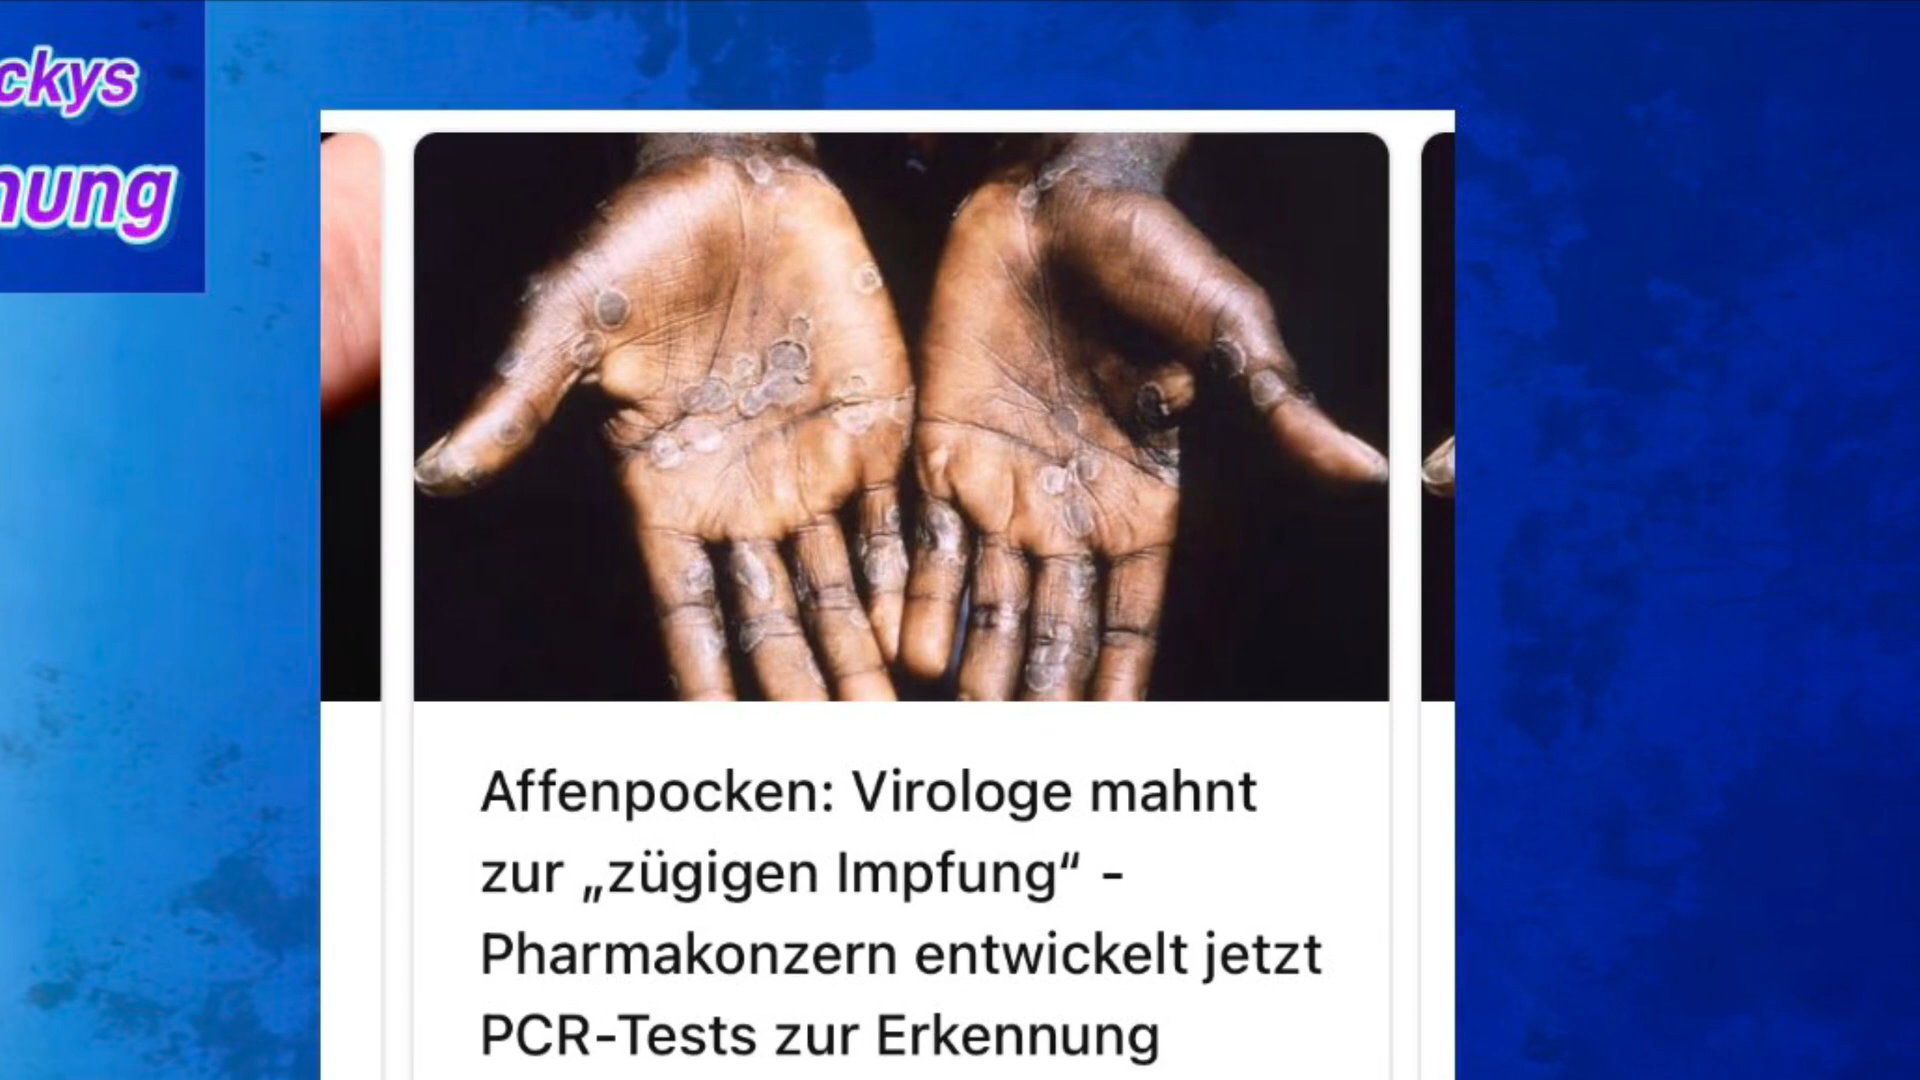 ckys
nung
Affenpocken: Virologe mahnt
zur „zügigen Impfung“ -
Pharmakonzern entwickelt jetzt
PCR-Tests zur Erkennung